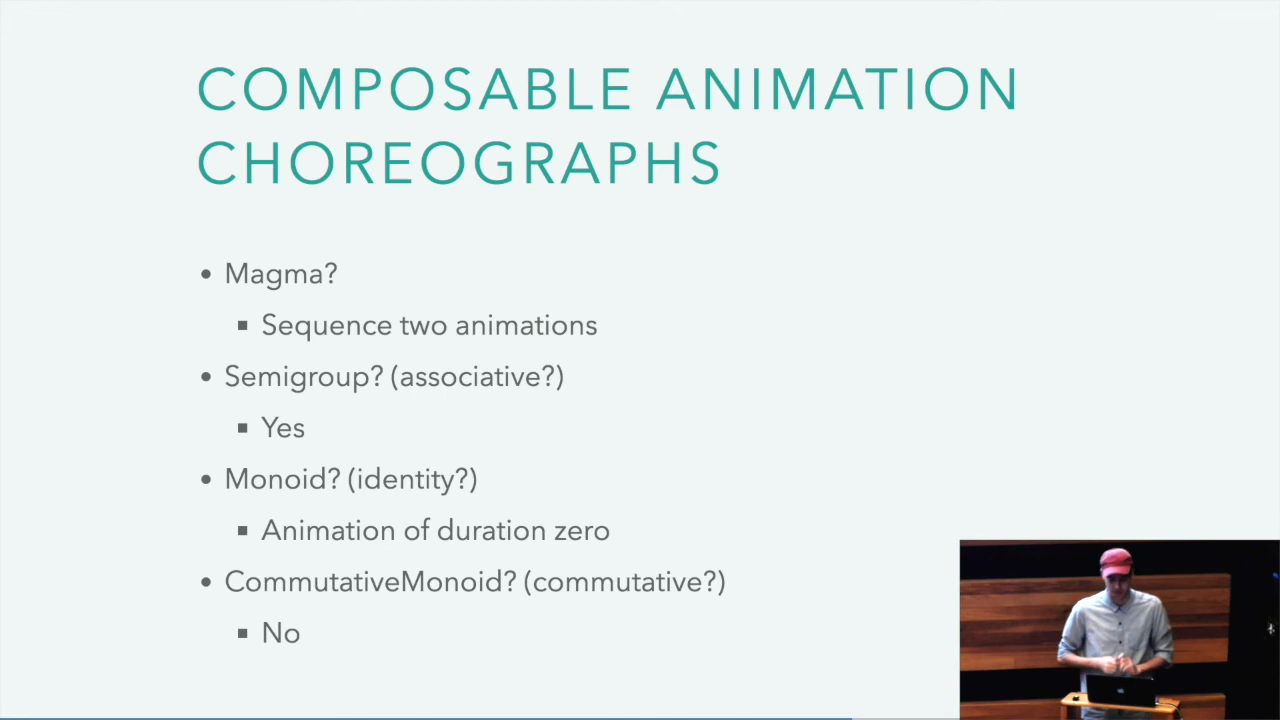 COMPOSABLE ANIMATION
CHOREOGRAPHS
• Magma?
▪ Sequence two animations
• Semigroup? (associative?)
▪ Yes
• Monoid? (identity?)
▪ Animation of duration zero
• CommutativeMonoid? (commutative?)
▪ No